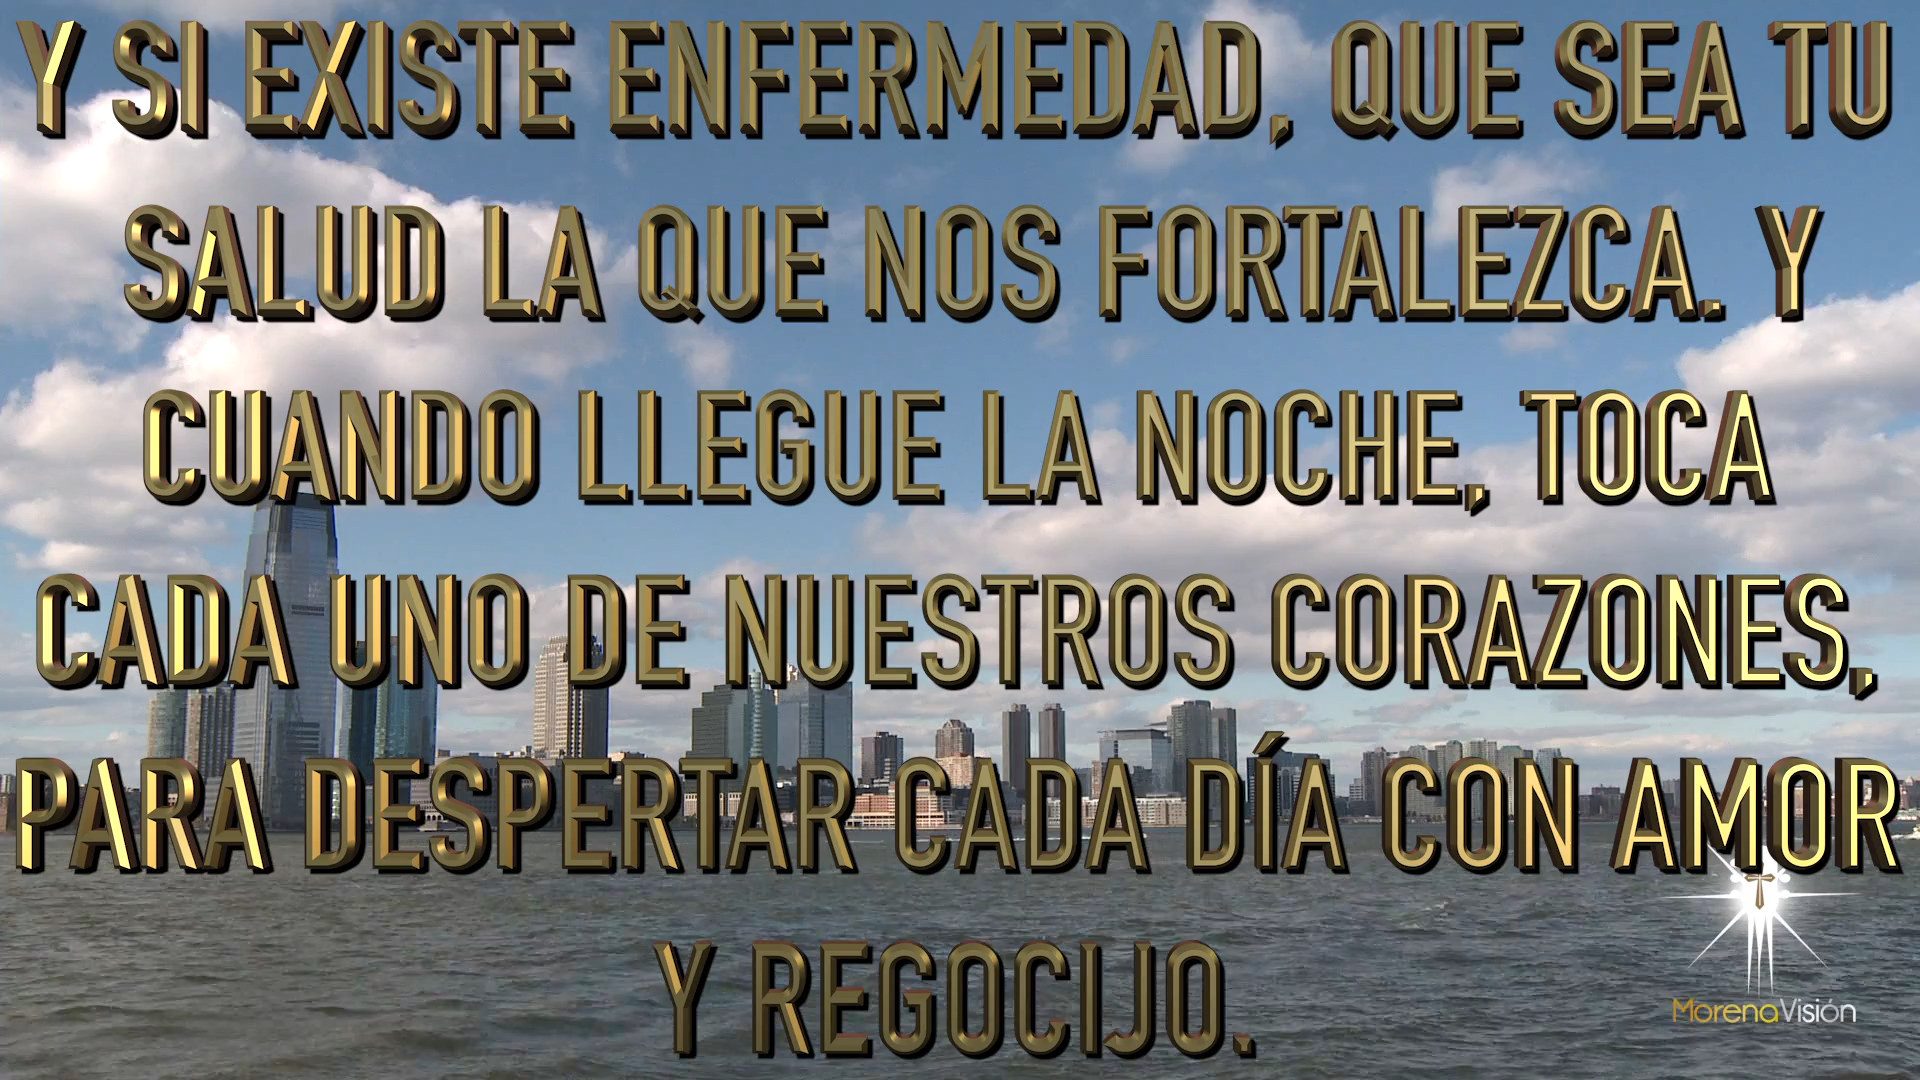 Y SI EXISTE ENFERMEDAD, QUE SEA TU
SALUD LA QUE NOS FORTALEZCA. Y
CUANDO LLEGUE LA NOCHE, TOCA
CADA UNO DE NUESTROS CORAZONES,
PARA DESPERTAR CADA DÍA CON AMOR
Y REGOCIJO.
MorenaVisión